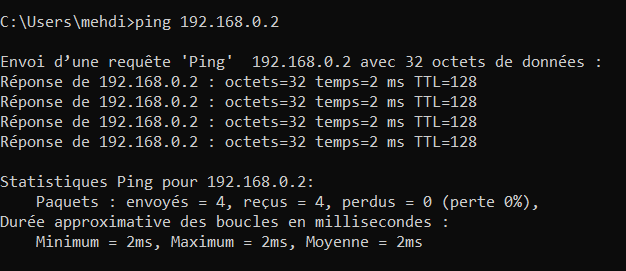 C:\Users\mehdi>ping 192.168.0.2
Envoi d’une requête 'Ping'  192.168.0.2 avec 32 octets de données :
Réponse de 192.168.0.2 : octets=32 temps=2 ms TTL=128
Réponse de 192.168.0.2 : octets=32 temps=2 ms TTL=128
Réponse de 192.168.0.2 : octets=32 temps=2 ms TTL=128
Réponse de 192.168.0.2 : octets=32 temps=2 ms TTL=128
Statistiques Ping pour 192.168.0.2:
    Paquets : envoyés = 4, reçus = 4, perdus = 0 (perte 0%),
Durée approximative des boucles en millisecondes :
    Minimum = 2ms, Maximum = 2ms, Moyenne = 2ms